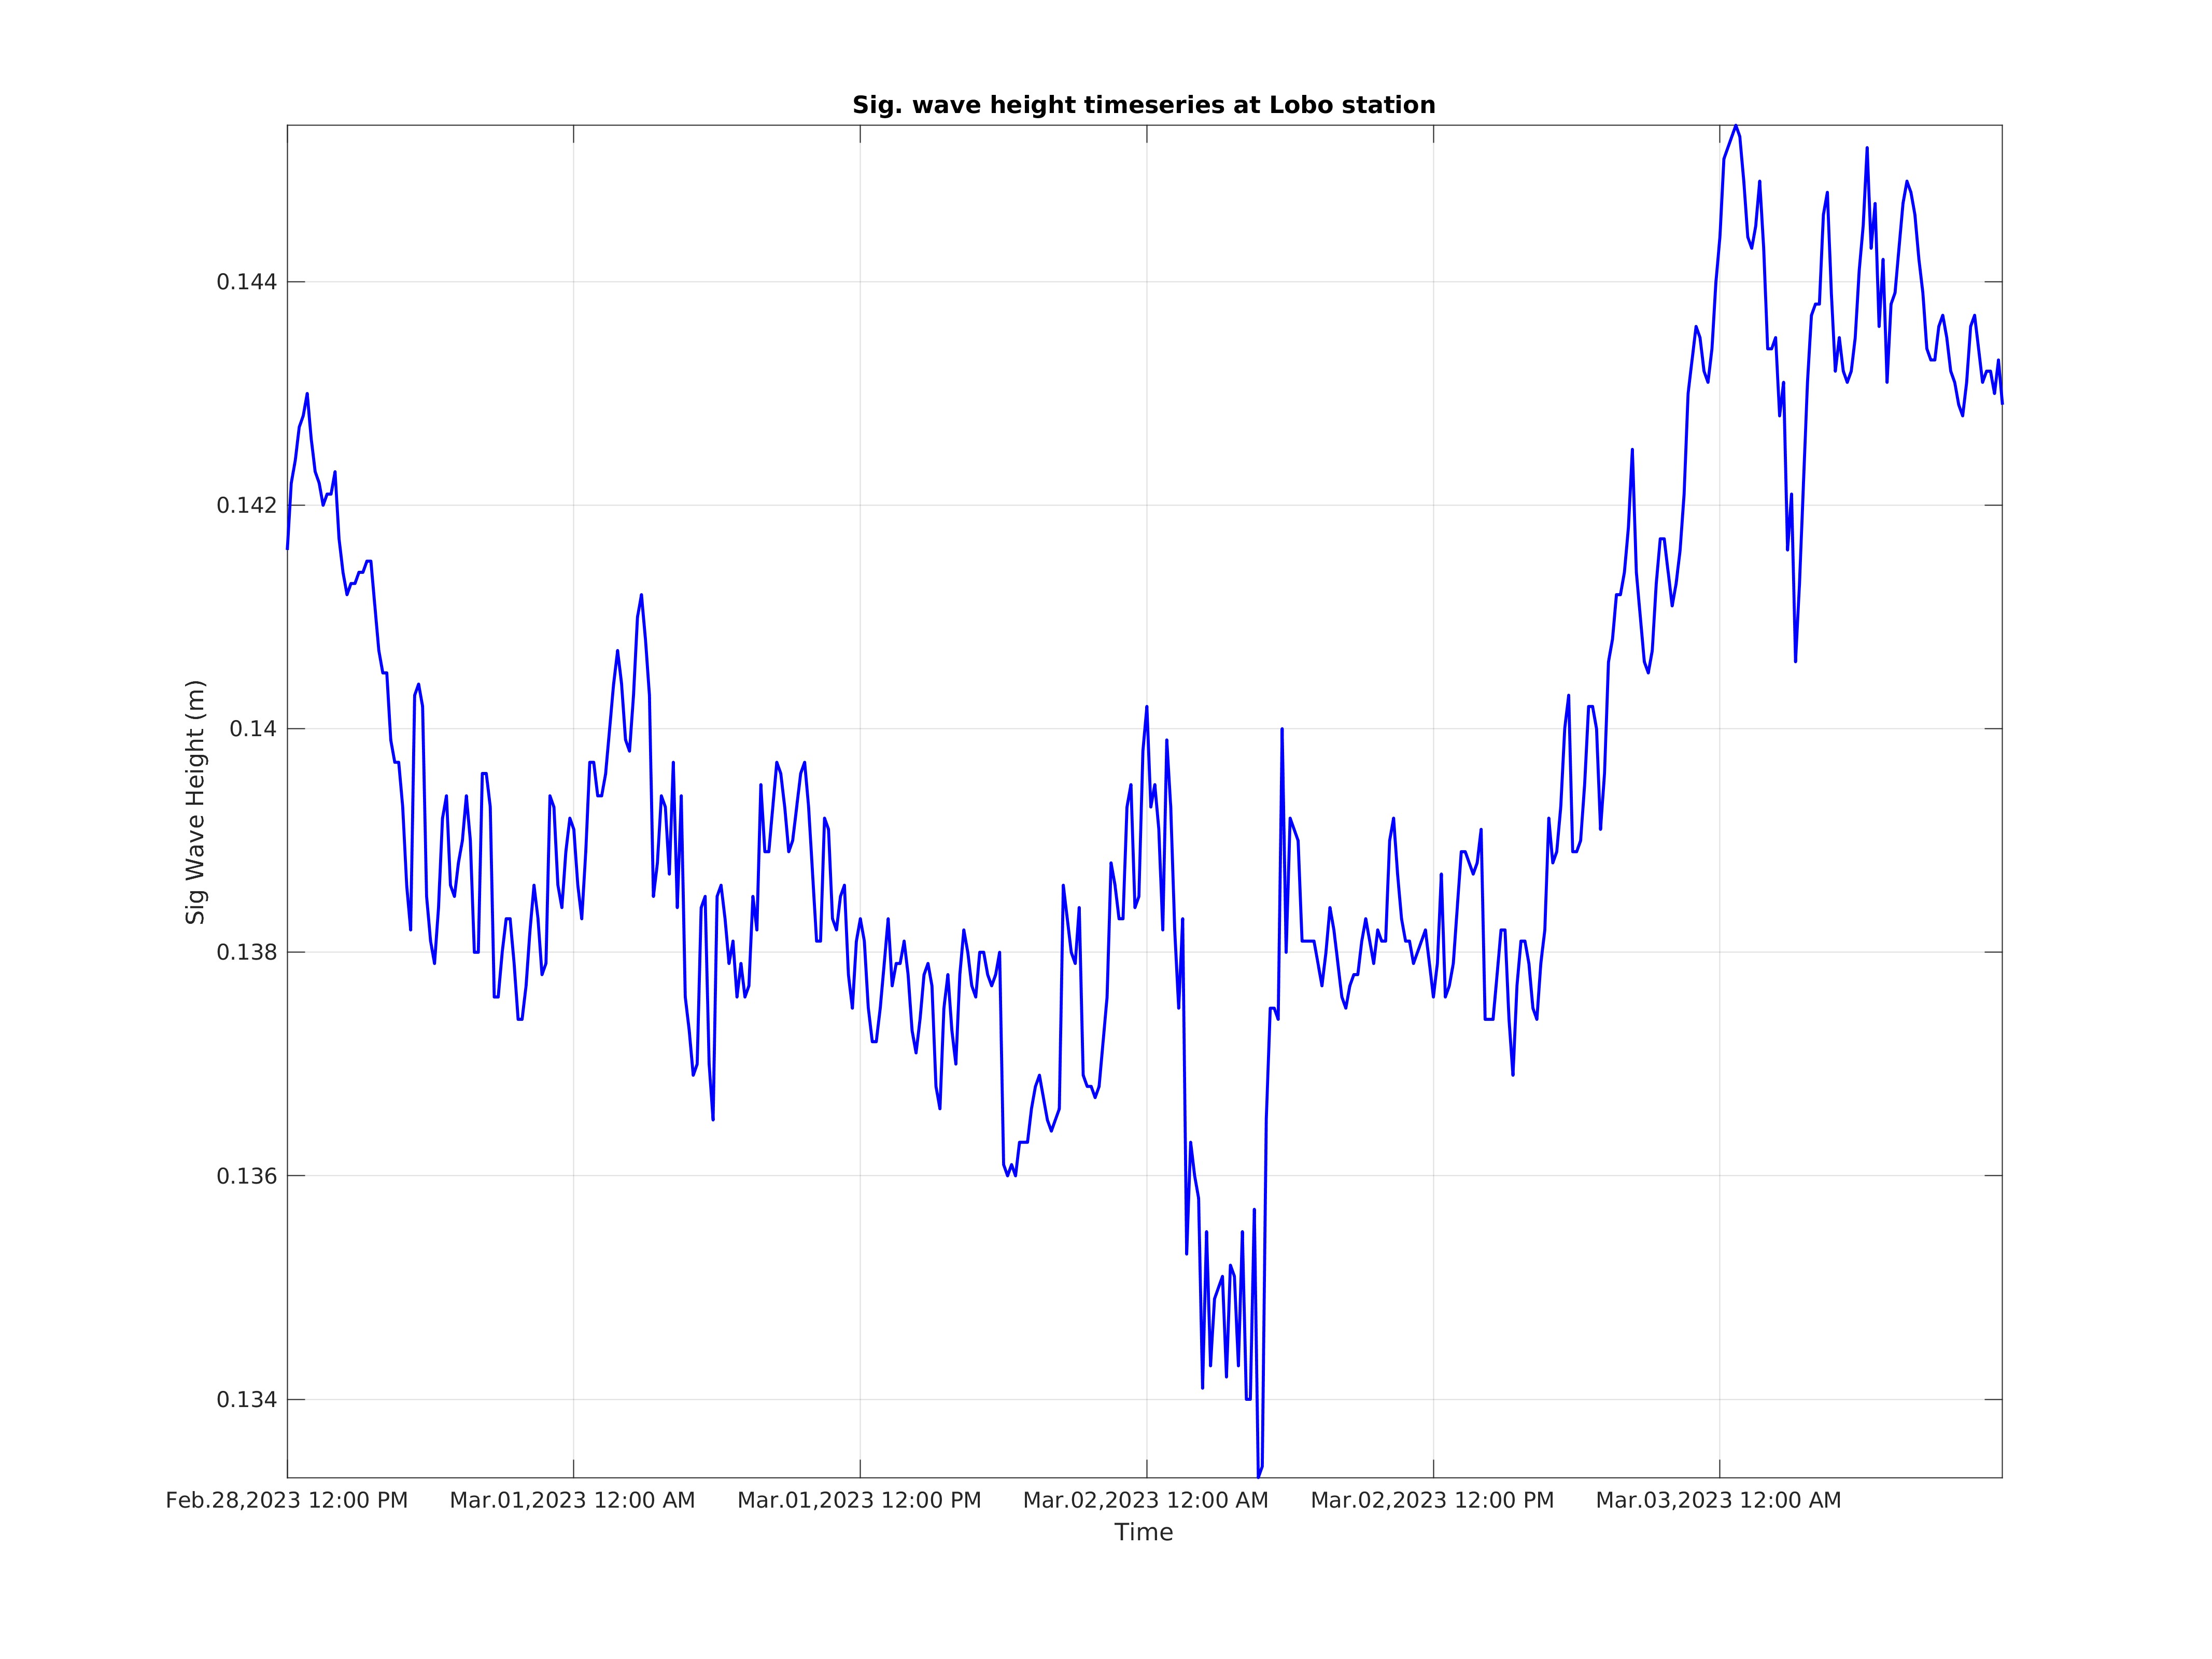 Sig. wave height timeseries at Lobo station
Sig Wave Height (m)
0.144
0.142
0.14
0.138
0.136
0.134
Feb.28,2023 12:00 PM Mar.01,2023 12:00 AM Mar.01,2023 12:00 PM Mar.02,2023 12:00 AM Mar.02,2023 12:00 PM Mar.03,2023 12:00 AM
Time